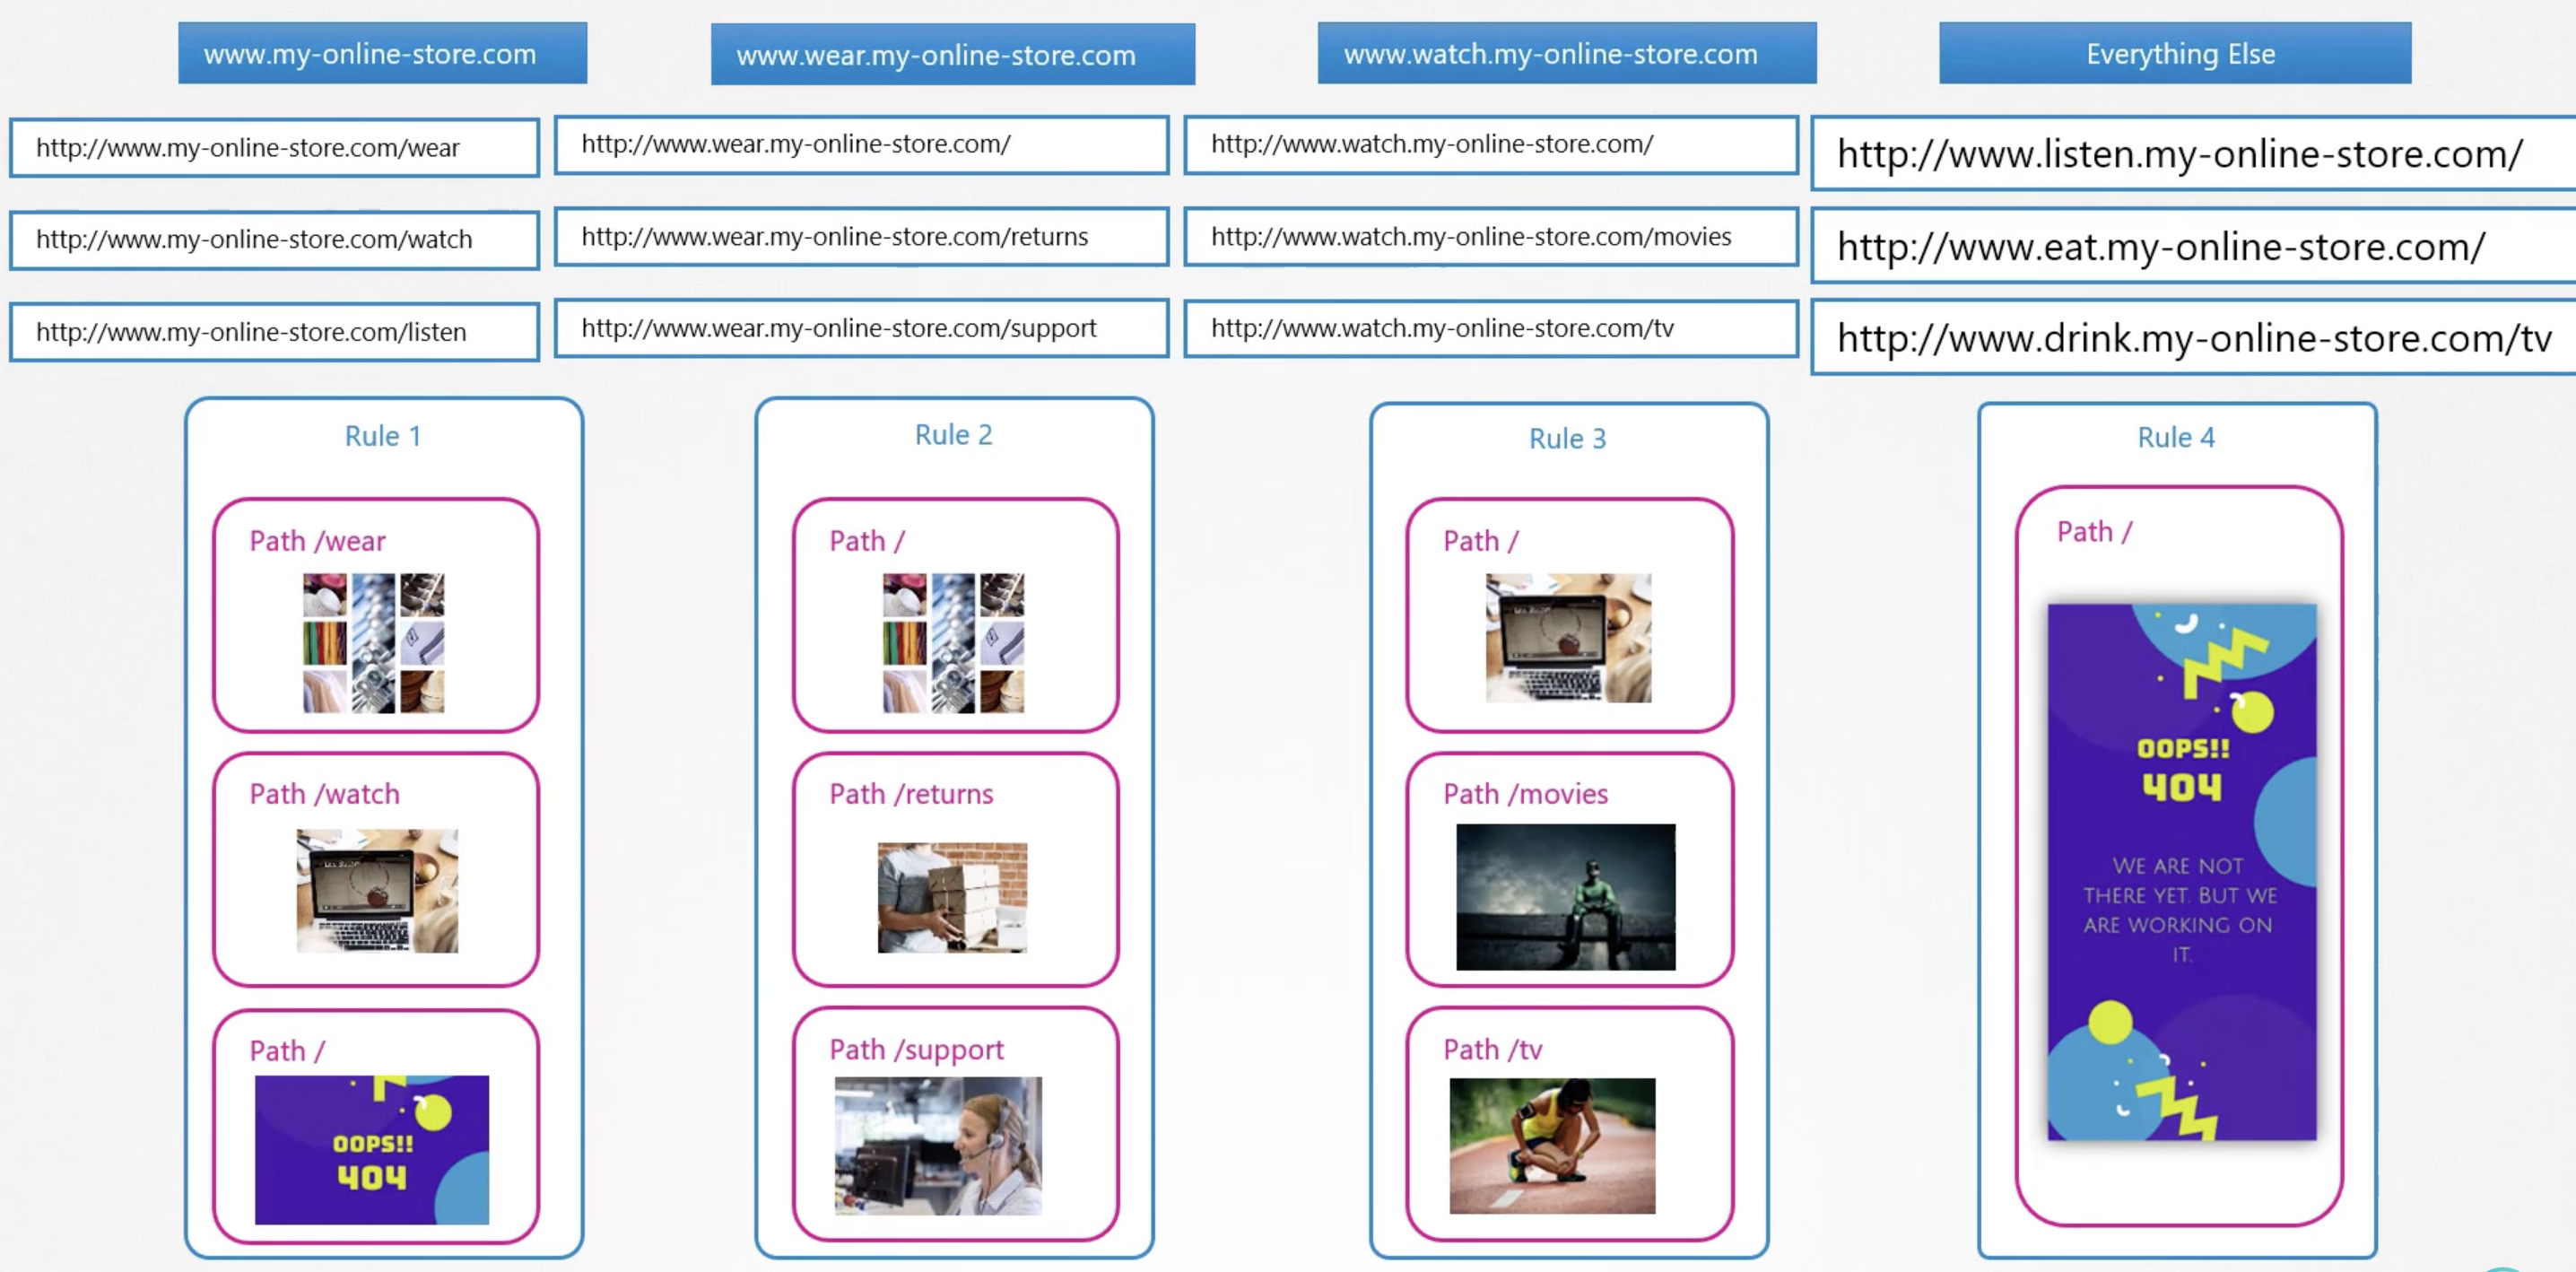 www.my-online-store.com
www.wear.my-online-store.com
www.watch.my-online-store.com
Everything Else
http://www.my-online-store.com/wear
http://www.wear.my-online-store.com/
http://www.watch.my-online-store.com/
http://www.listen.my-online-store.com/
http://www.my-online-store.com/watch
http://www.wear.my-online-store.com/returns
http://www.watch.my-online-store.com/movies
http://www.eat.my-online-store.com/
http://www.my-online-store.com/listen
http://www.wear.my-online-store.com/support
http://www.watch.my-online-store.com/tv
http://www.drink.my-online-store.com/tv
Rule 1
Path /wear
Path /watch
Path /
OOPS!!
404
Rule 2
Path /
Path /returns
Path /support
Rule 3
Path /
Path /movies
Path /tv
Rule 4
Path /
OOPS!!
404
WE ARE NOT
THERE YET. BUT WE
ARE WORKING ON
IT.